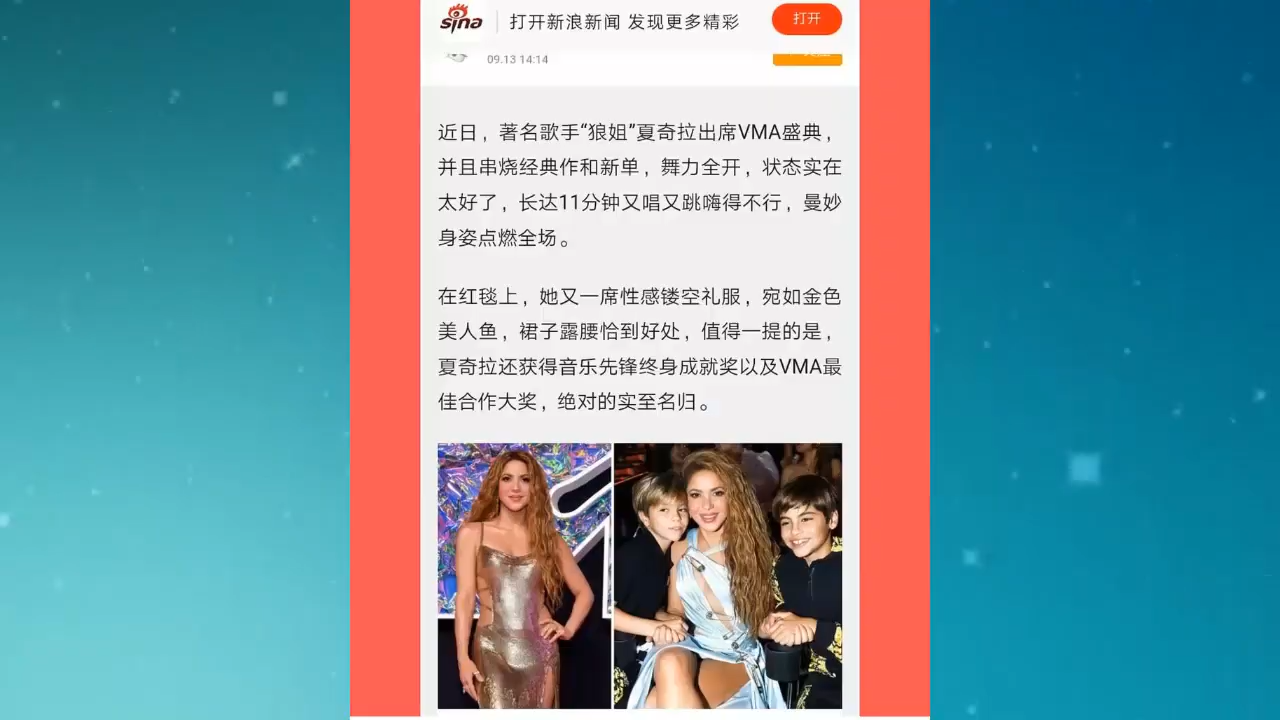 sina
打开新浪新闻 发现更多精彩
打开
09.13 14:14
近日，著名歌手“狼姐”夏奇拉出席VMA盛典，
并且串烧经典作和新单，舞力全开，状态实在
太好了，长达11分钟又唱又跳嗨得不行，曼妙
身姿点燃全场。
在红毯上，她又一席性感镂空礼服，宛如金色
美人鱼，裙子露腰恰到好处，值得一提的是，
夏奇拉还获得音乐先锋终身成就奖以及VMA最
佳合作大奖，绝对的实至名归。